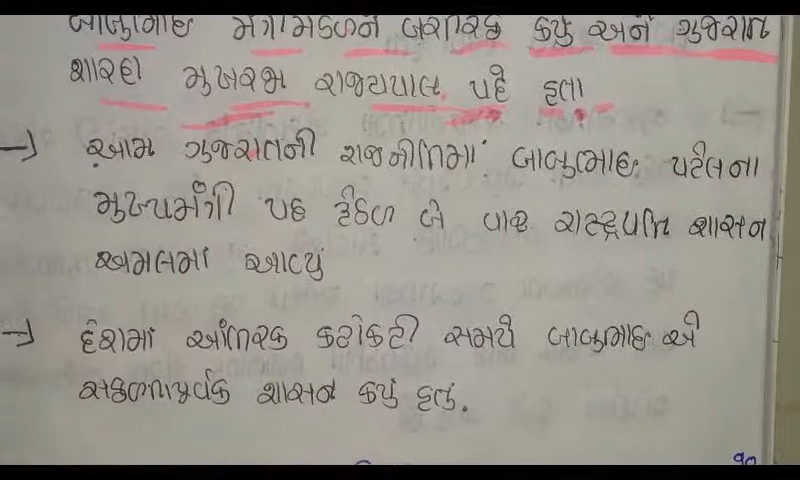 બાબુભાઇ મંત્રીમંડળને બરતરફ કર્યુ અને ગુજરાત
શારદા મુખરજી રાજ્યપાલ પદે હતા
→ આમ ગુજરાતની રાજનીતિમાં બાબુભાઇ પટેલના
મુખ્યમંત્રી પદ હેઠળ બે વાર રાષ્ટ્રપતિ શાસન
અમલમાં આવ્યુ
→ દેશમાં આંતરિક કટોકટી સમયે બાબુભાઇ એ
સફળતાપૂર્વક શાસન કર્યુ હતુ.